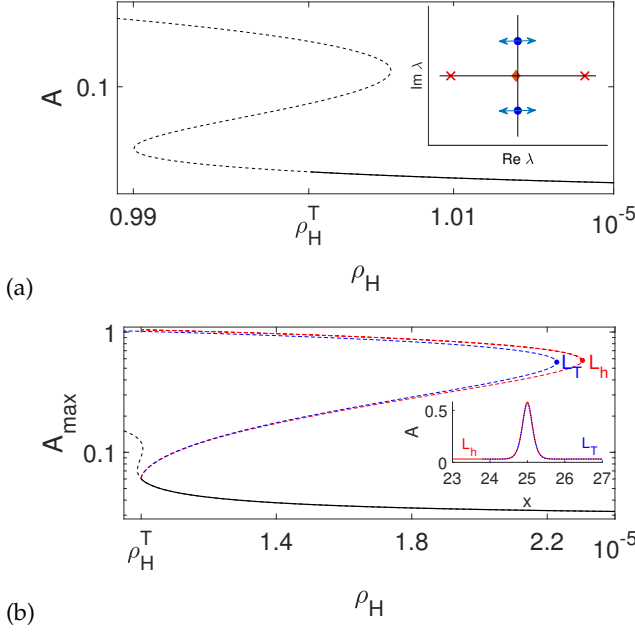 A
0.1
Im λ
Re λ
0.99
ρ_H^T
1.01
10^-5
ρ_H
(a)
1
A_max
0.1
L_T
L_h
A
0.5
0
L_h
L_T
23 24 25 26 27
x
ρ_H^T
1.4
1.8
2.2
10^-5
ρ_H
(b)